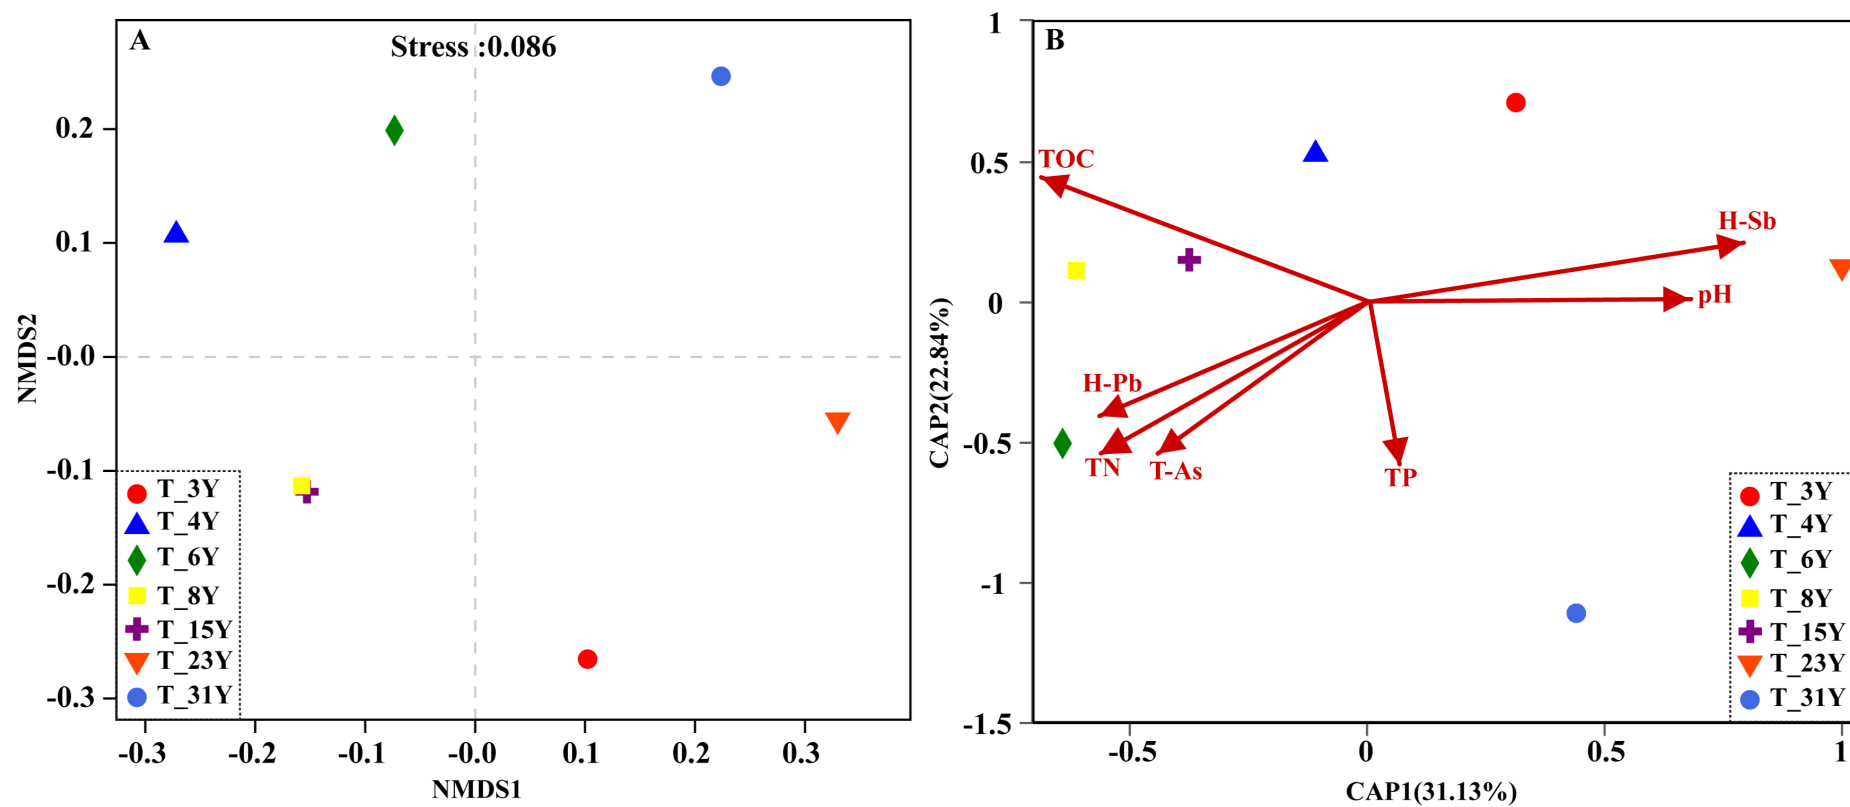 A
Stress :0.086
0.2
0.1
-0.0
-0.1
-0.2
-0.3
NMDS2
T_3Y
T_4Y
T_6Y
T_8Y
T_15Y
T_23Y
T_31Y
-0.3 -0.2 -0.1 -0.0 0.1 0.2 0.3
NMDS1
B
1
0.5
0
-0.5
-1
-1.5
CAP2(22.84%)
TOC
H-Sb
pH
H-Pb
TN
T-As
TP
T_3Y
T_4Y
T_6Y
T_8Y
T_15Y
T_23Y
T_31Y
-0.5 0 0.5 1
CAP1(31.13%)